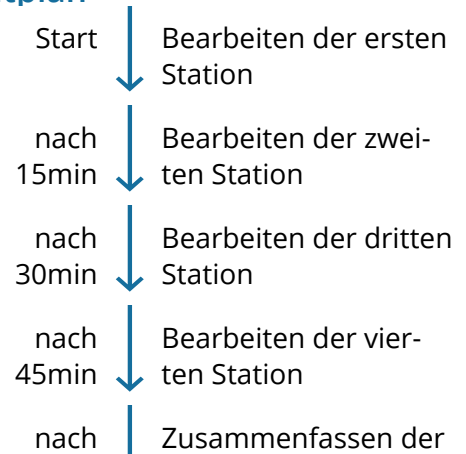 Start
Bearbeiten der ersten
Station
nach
15min
Bearbeiten der zwei-
ten Station
nach
30min
Bearbeiten der dritten
Station
nach
45min
Bearbeiten der vier-
ten Station
nach
Zusammenfassen der